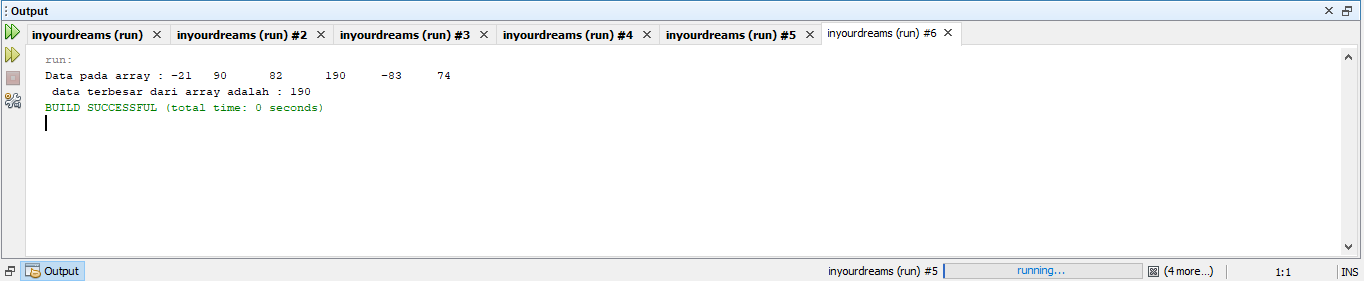 Output
inyourdreams (run) inyourdreams (run) #2 inyourdreams (run) #3 inyourdreams (run) #4 inyourdreams (run) #5 inyourdreams (run) #6
run:
Data pada array : -21 90 82 190 -83 74
data terbesar dari array adalah : 190
BUILD SUCCESSFUL (total time: 0 seconds)
Output inyourdreams (run) #5 running... (4 more...) 1:1 INS